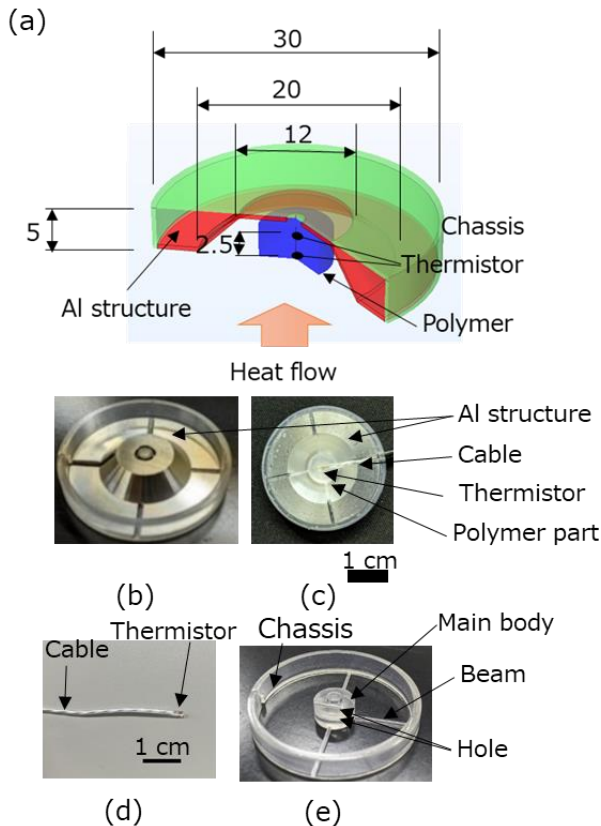 (a)
30
20
12
5
2.5
Chassis
Thermistor
Al structure
Polymer
Heat flow
Al structure
Cable
Thermistor
Polymer part
1 cm
(b)
(c)
Thermistor
Cable
1 cm
Chassis
Main body
Beam
Hole
(d)
(e)